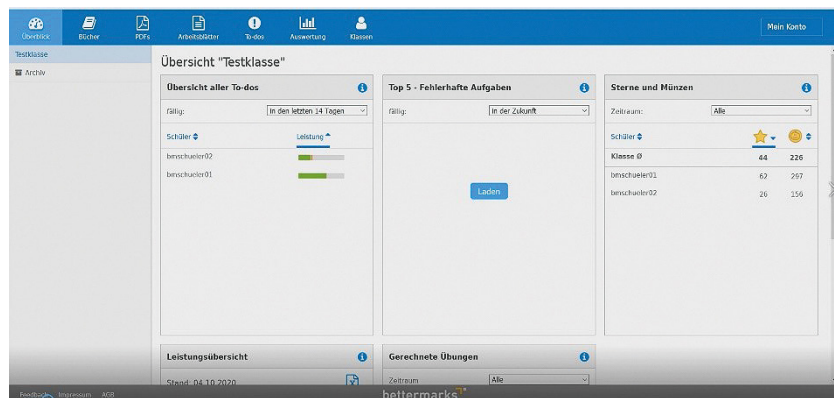 Überblick
Bücher
PDFs
Arbeitsblätter
To-dos
Auswertung
Klassen
Mein Konto
Testklasse
Archiv
Übersicht "Testklasse"
Übersicht aller To-dos
fällig: In den letzten 14 Tagen
Schüler Leistung
bmschueler02
bmschueler01
Top 5 - Fehlerhafte Aufgaben
fällig: In der Zukunft
Laden
Sterne und Münzen
Zeitraum: Alle
Schüler
Klasse Ø 44 226
bmschueler01 62 297
bmschueler02 26 156
Leistungsübersicht
Stand: 04.10.2020
Gerechnete Übungen
Zeitraum Alle
Feedback Impressum AGB
bettermarks